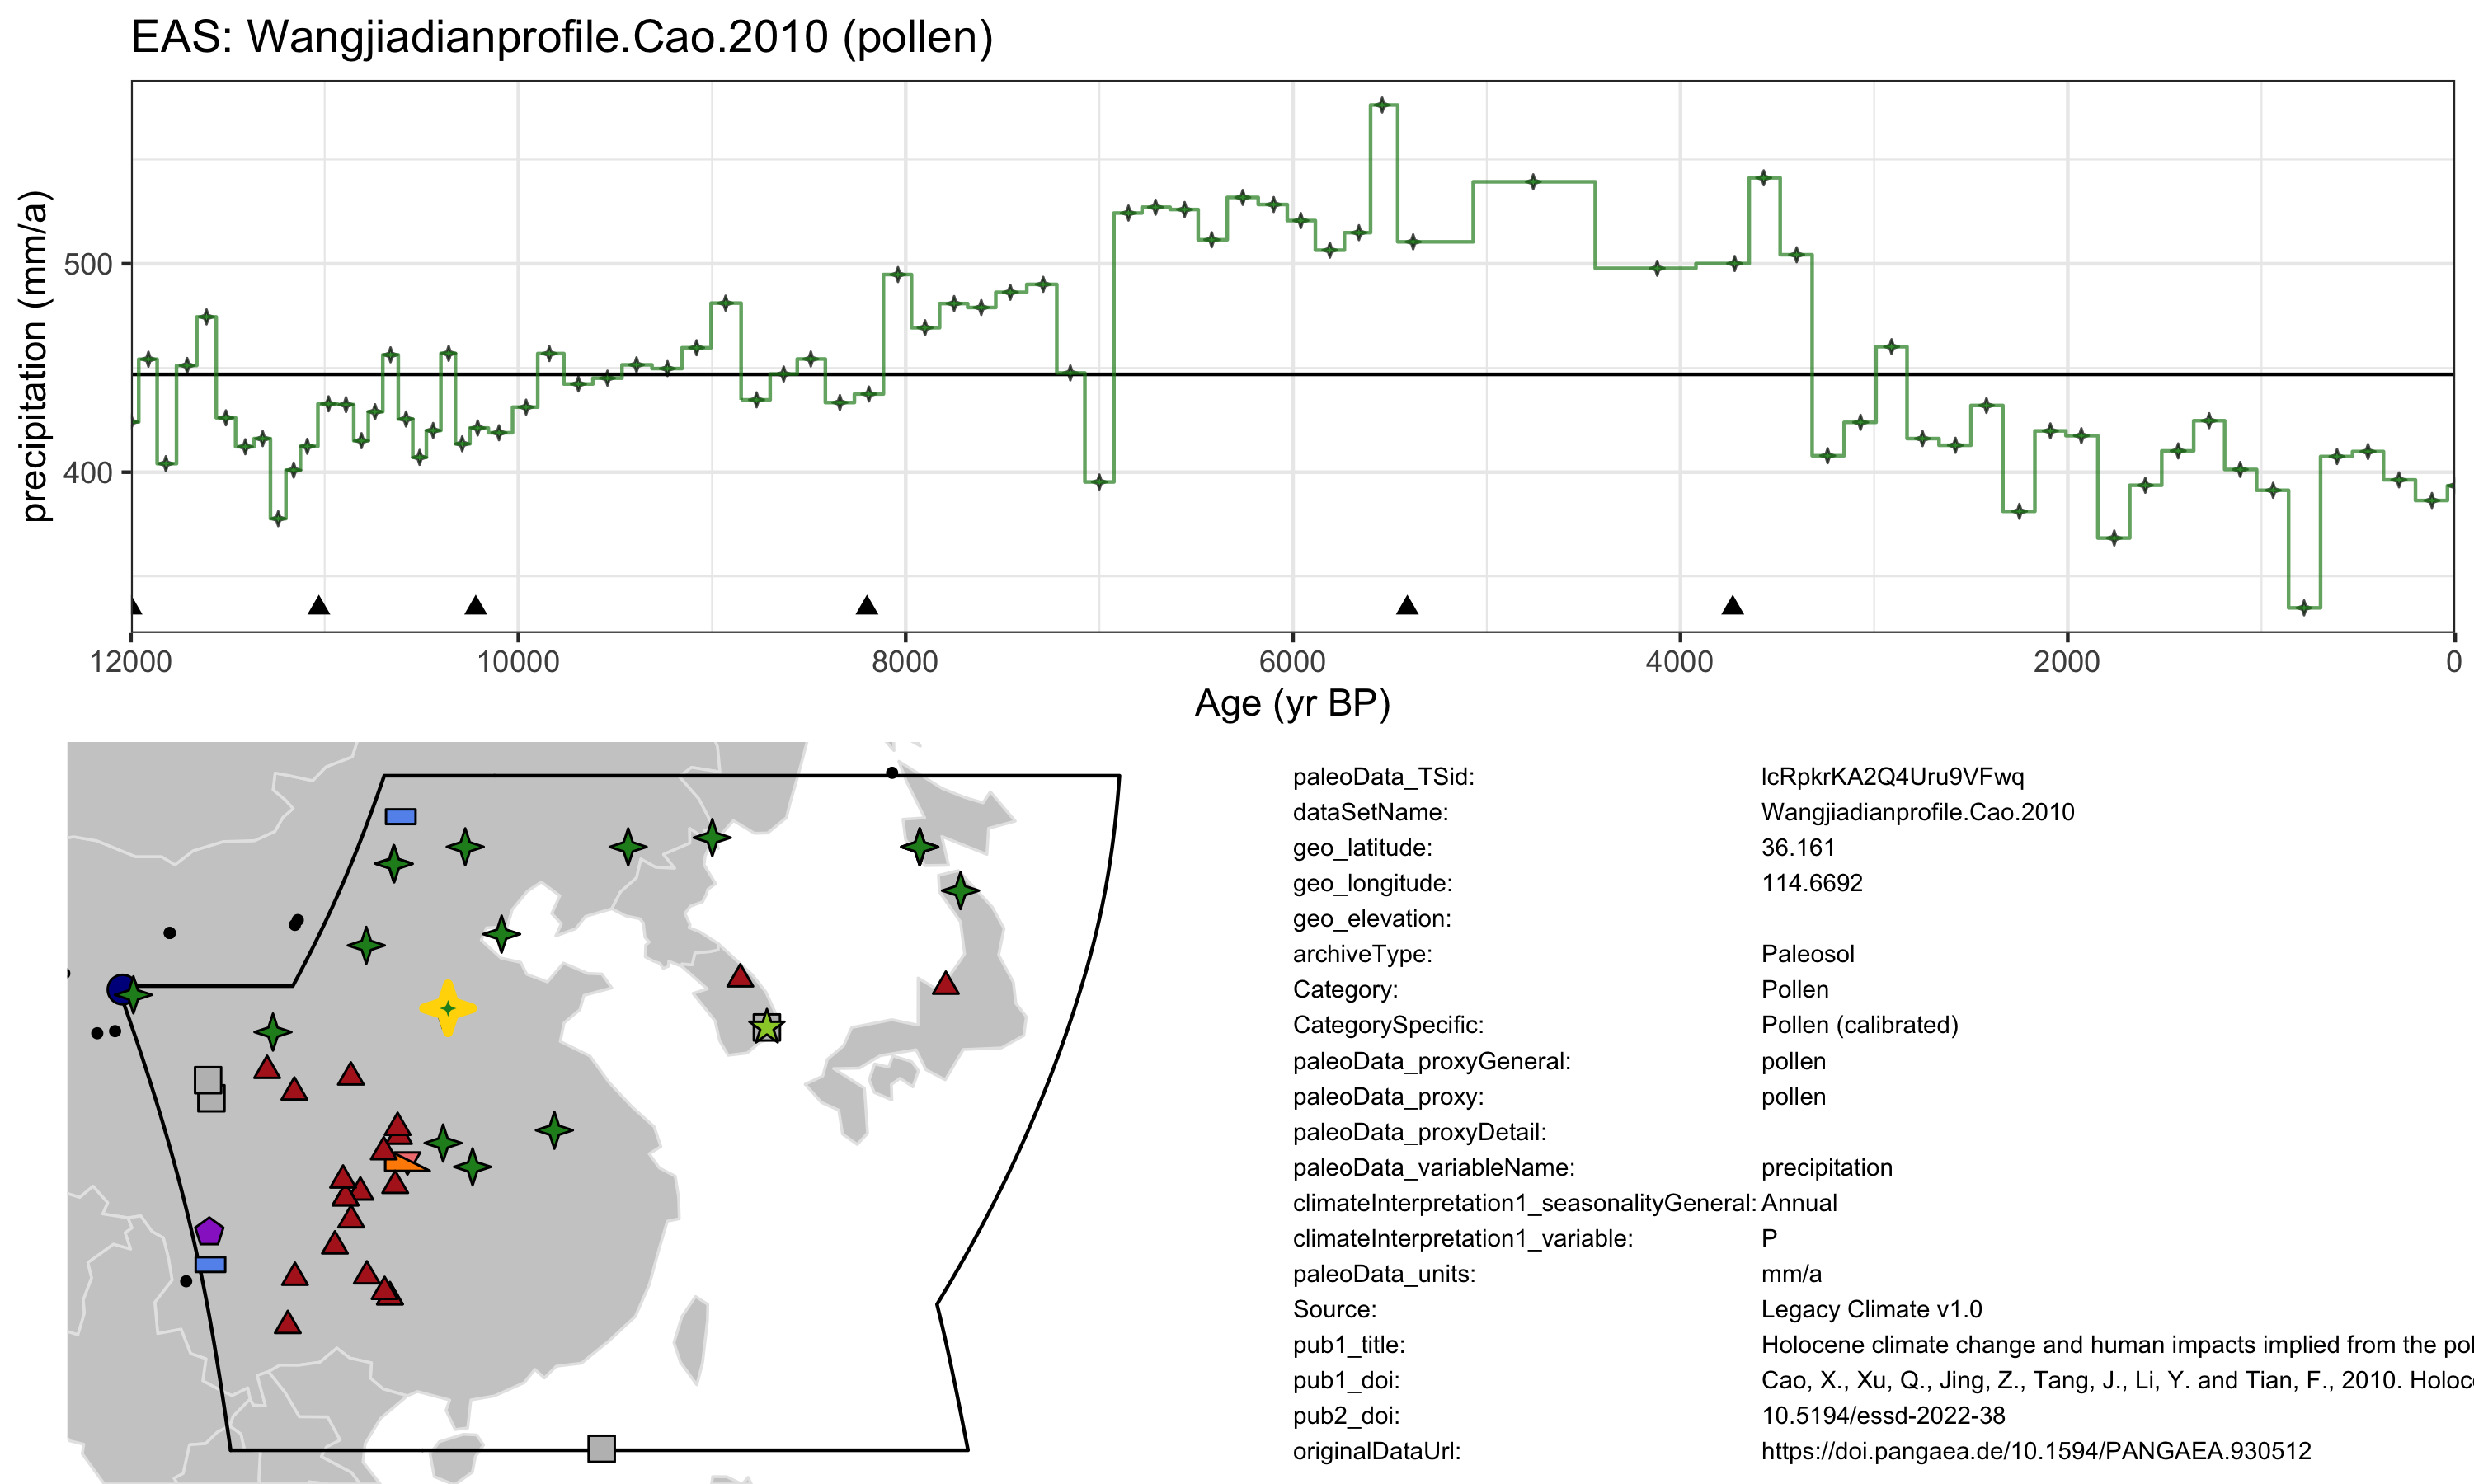 EAS: Wangjiadianprofile.Cao.2010 (pollen)
precipitation (mm/a)
500
400
12000 10000 8000 6000 4000 2000 0
Age (yr BP)
paleoData_TSid: lcRpkrKA2Q4Uru9VFwq
dataSetName: Wangjiadianprofile.Cao.2010
geo_latitude: 36.161
geo_longitude: 114.6692
geo_elevation:
archiveType: Paleosol
Category: Pollen
CategorySpecific: Pollen (calibrated)
paleoData_proxyGeneral: pollen
paleoData_proxy: pollen
paleoData_proxyDetail:
paleoData_variableName: precipitation
climateInterpretation1_seasonalityGeneral: Annual
climateInterpretation1_variable: P
paleoData_units: mm/a
Source: Legacy Climate v1.0
pub1_title: Holocene climate change and human impacts implied from the pol
pub1_doi: Cao, X., Xu, Q., Jing, Z., Tang, J., Li, Y. and Tian, F., 2010. Holoc
pub2_doi: 10.5194/essd-2022-38
originalDataUrl: https://doi.pangaea.de/10.1594/PANGAEA.930512